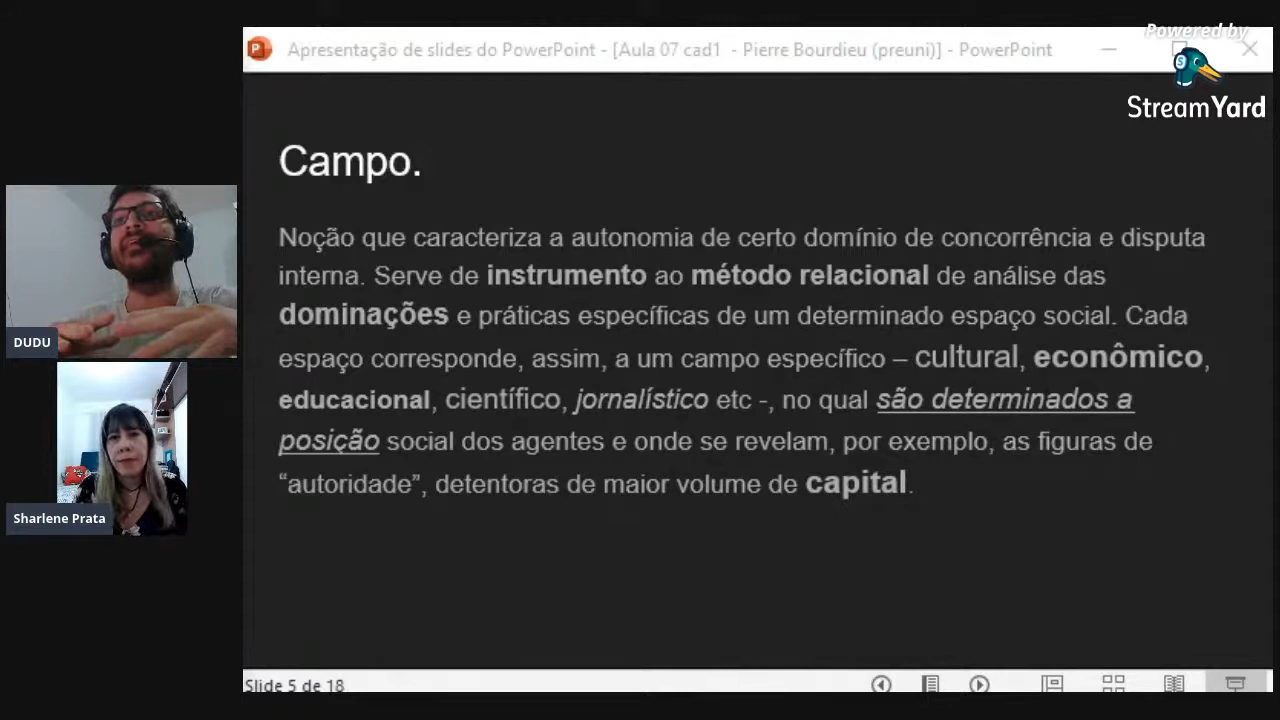 Apresentação de slides do PowerPoint - [Aula 07 cad1 - Pierre Bourdieu (preuni)] - PowerPoint
Powered by
StreamYard
Campo.
Noção que caracteriza a autonomia de certo domínio de concorrência e disputa
interna. Serve de instrumento ao método relacional de análise das
dominações e práticas específicas de um determinado espaço social. Cada
espaço corresponde, assim, a um campo específico – cultural, econômico,
educacional, científico, jornalístico etc -, no qual são determinados a
posição social dos agentes e onde se revelam, por exemplo, as figuras de
“autoridade”, detentoras de maior volume de capital.
DUDU
Sharlene Prata
Slide 5 de 18